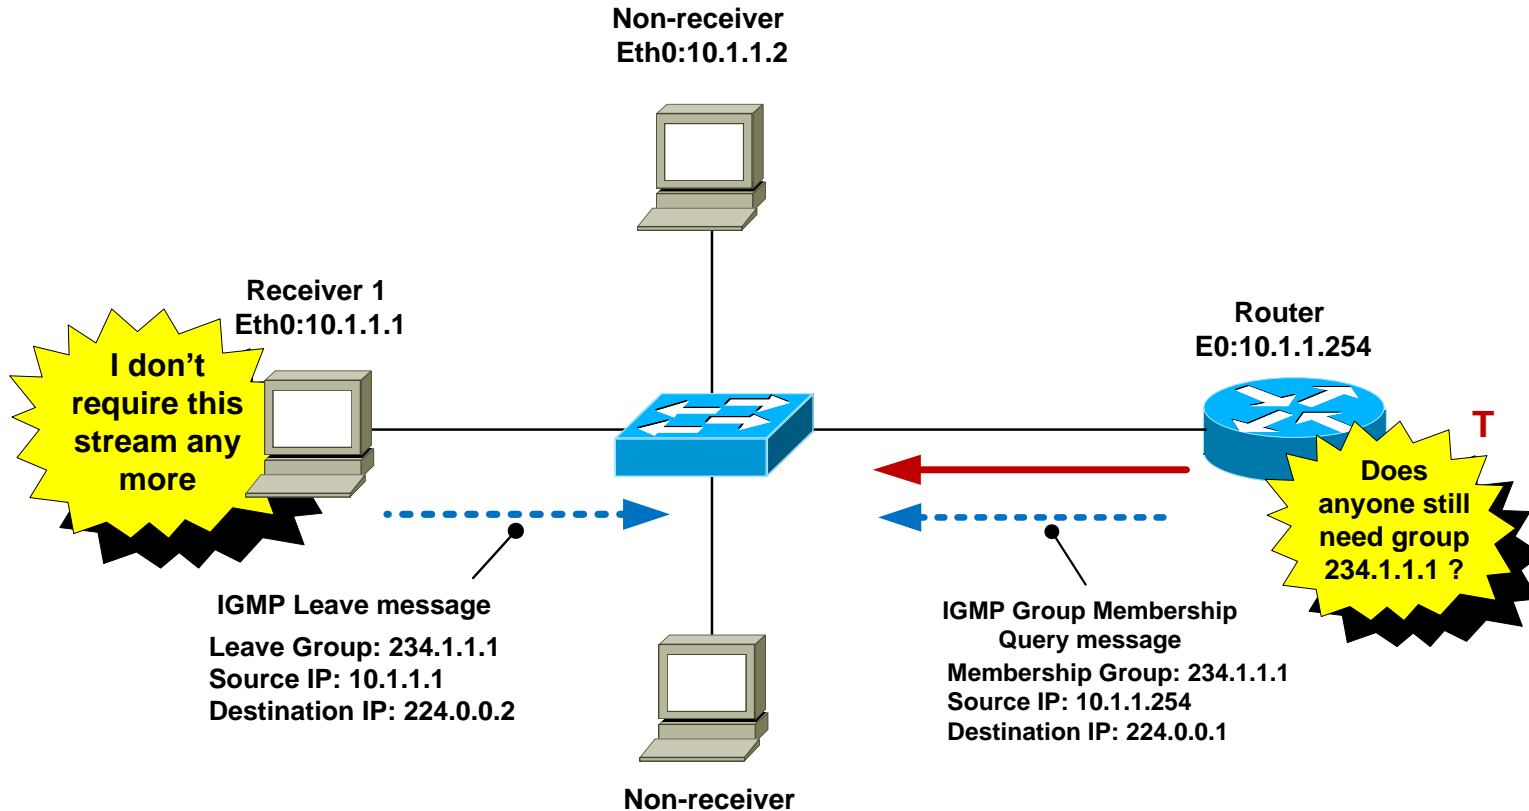 Non-receiver
Eth0:10.1.1.2
Receiver 1
Eth0:10.1.1.1
I don’t
require this
stream any
more
Router
E0:10.1.1.254
T
Does
anyone still
need group
234.1.1.1 ?
IGMP Leave message
Leave Group: 234.1.1.1
Source IP: 10.1.1.1
Destination IP: 224.0.0.2
IGMP Group Membership
Query message
Membership Group: 234.1.1.1
Source IP: 10.1.1.254
Destination IP: 224.0.0.1
Non-receiver